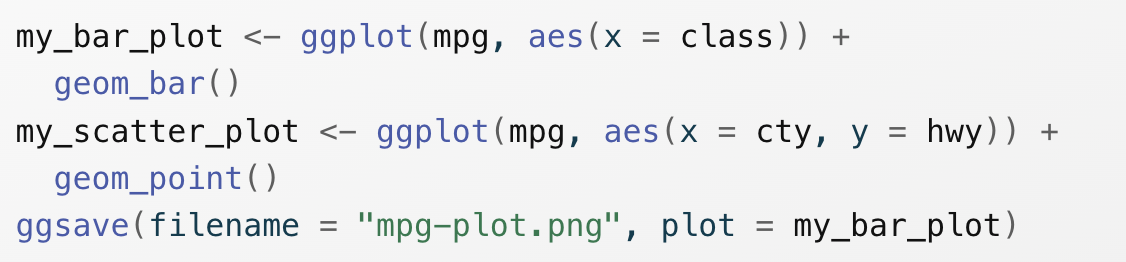 my_bar_plot <- ggplot(mpg, aes(x = class)) +
  geom_bar()
my_scatter_plot <- ggplot(mpg, aes(x = cty, y = hwy)) +
  geom_point()
ggsave(filename = "mpg-plot.png", plot = my_bar_plot)